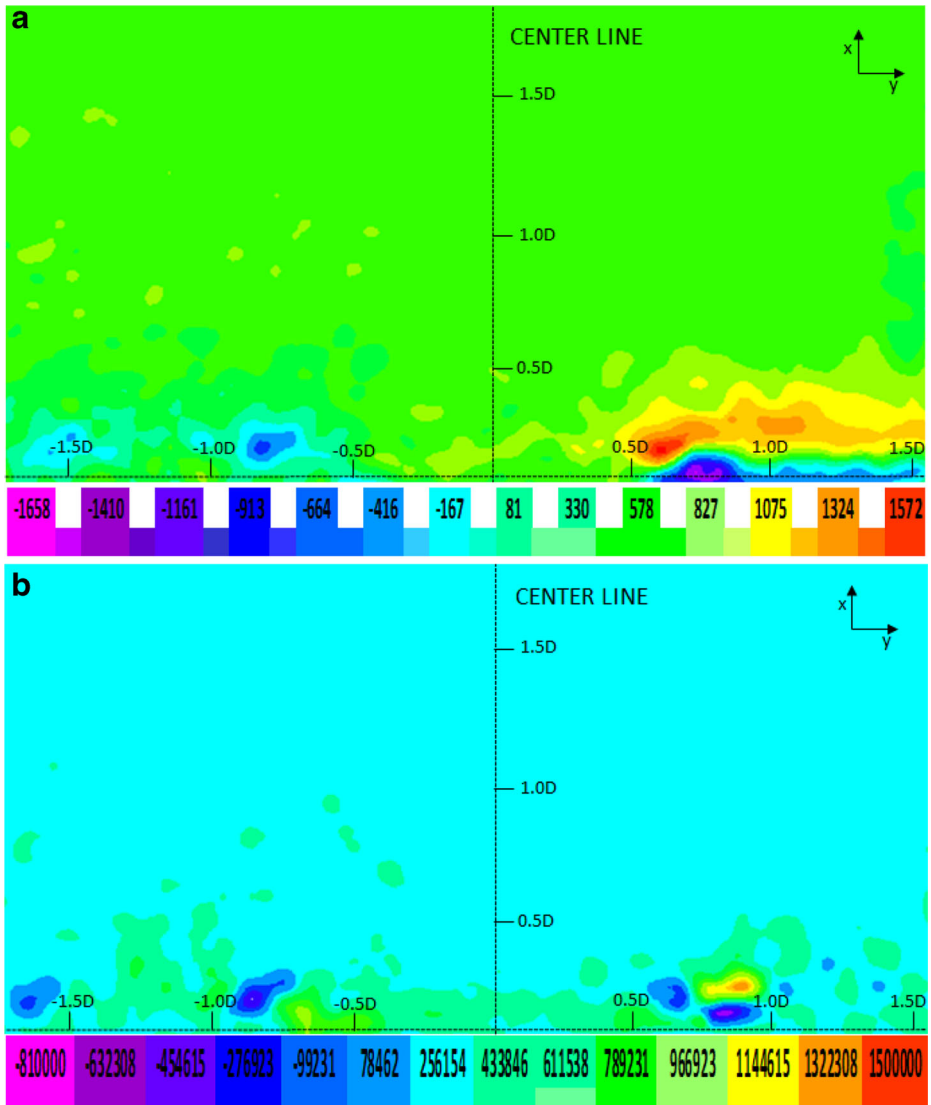 a
CENTER LINE
x
y
1.5D
1.0D
0.5D
-1.5D -1.0D -0.5D 0.5D 1.0D 1.5D
-1658 -1410 -1161 -913 -664 -416 -167 81 330 578 827 1075 1324 1572
b
CENTER LINE
x
y
1.5D
1.0D
0.5D
-1.5D -1.0D -0.5D 0.5D 1.0D 1.5D
-810000 -632308 -454615 -276923 -99231 78462 256154 433846 611538 789231 966923 1144615 1322308 1500000